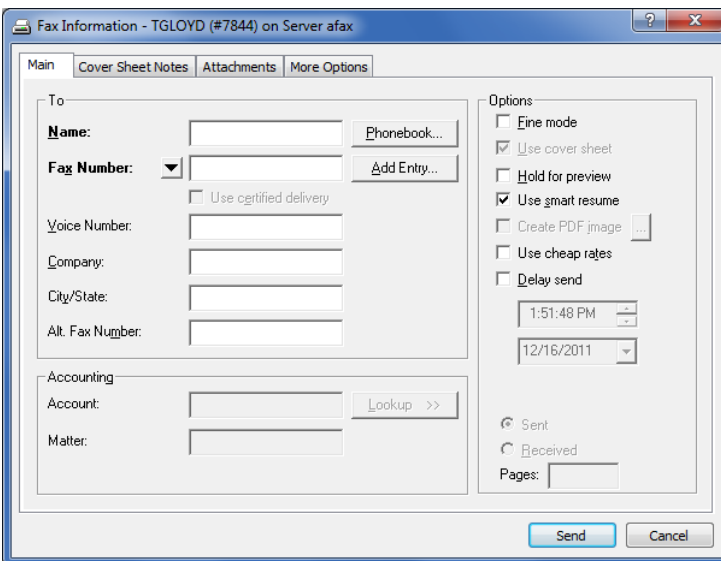 Fax Information - TGLOYD (#7844) on Server afax
Main
Cover Sheet Notes
Attachments
More Options
To
Name:
Phonebook...
Fax Number:
Add Entry...
Use certified delivery
Voice Number:
Company:
City/State:
Alt. Fax Number:
Accounting
Account:
Lookup >>
Matter:
Options
Fine mode
Use cover sheet
Hold for preview
Use smart resume
Create PDF image
...
Use cheap rates
Delay send
1:51:48 PM
12/16/2011
Sent
Received
Pages:
Send
Cancel